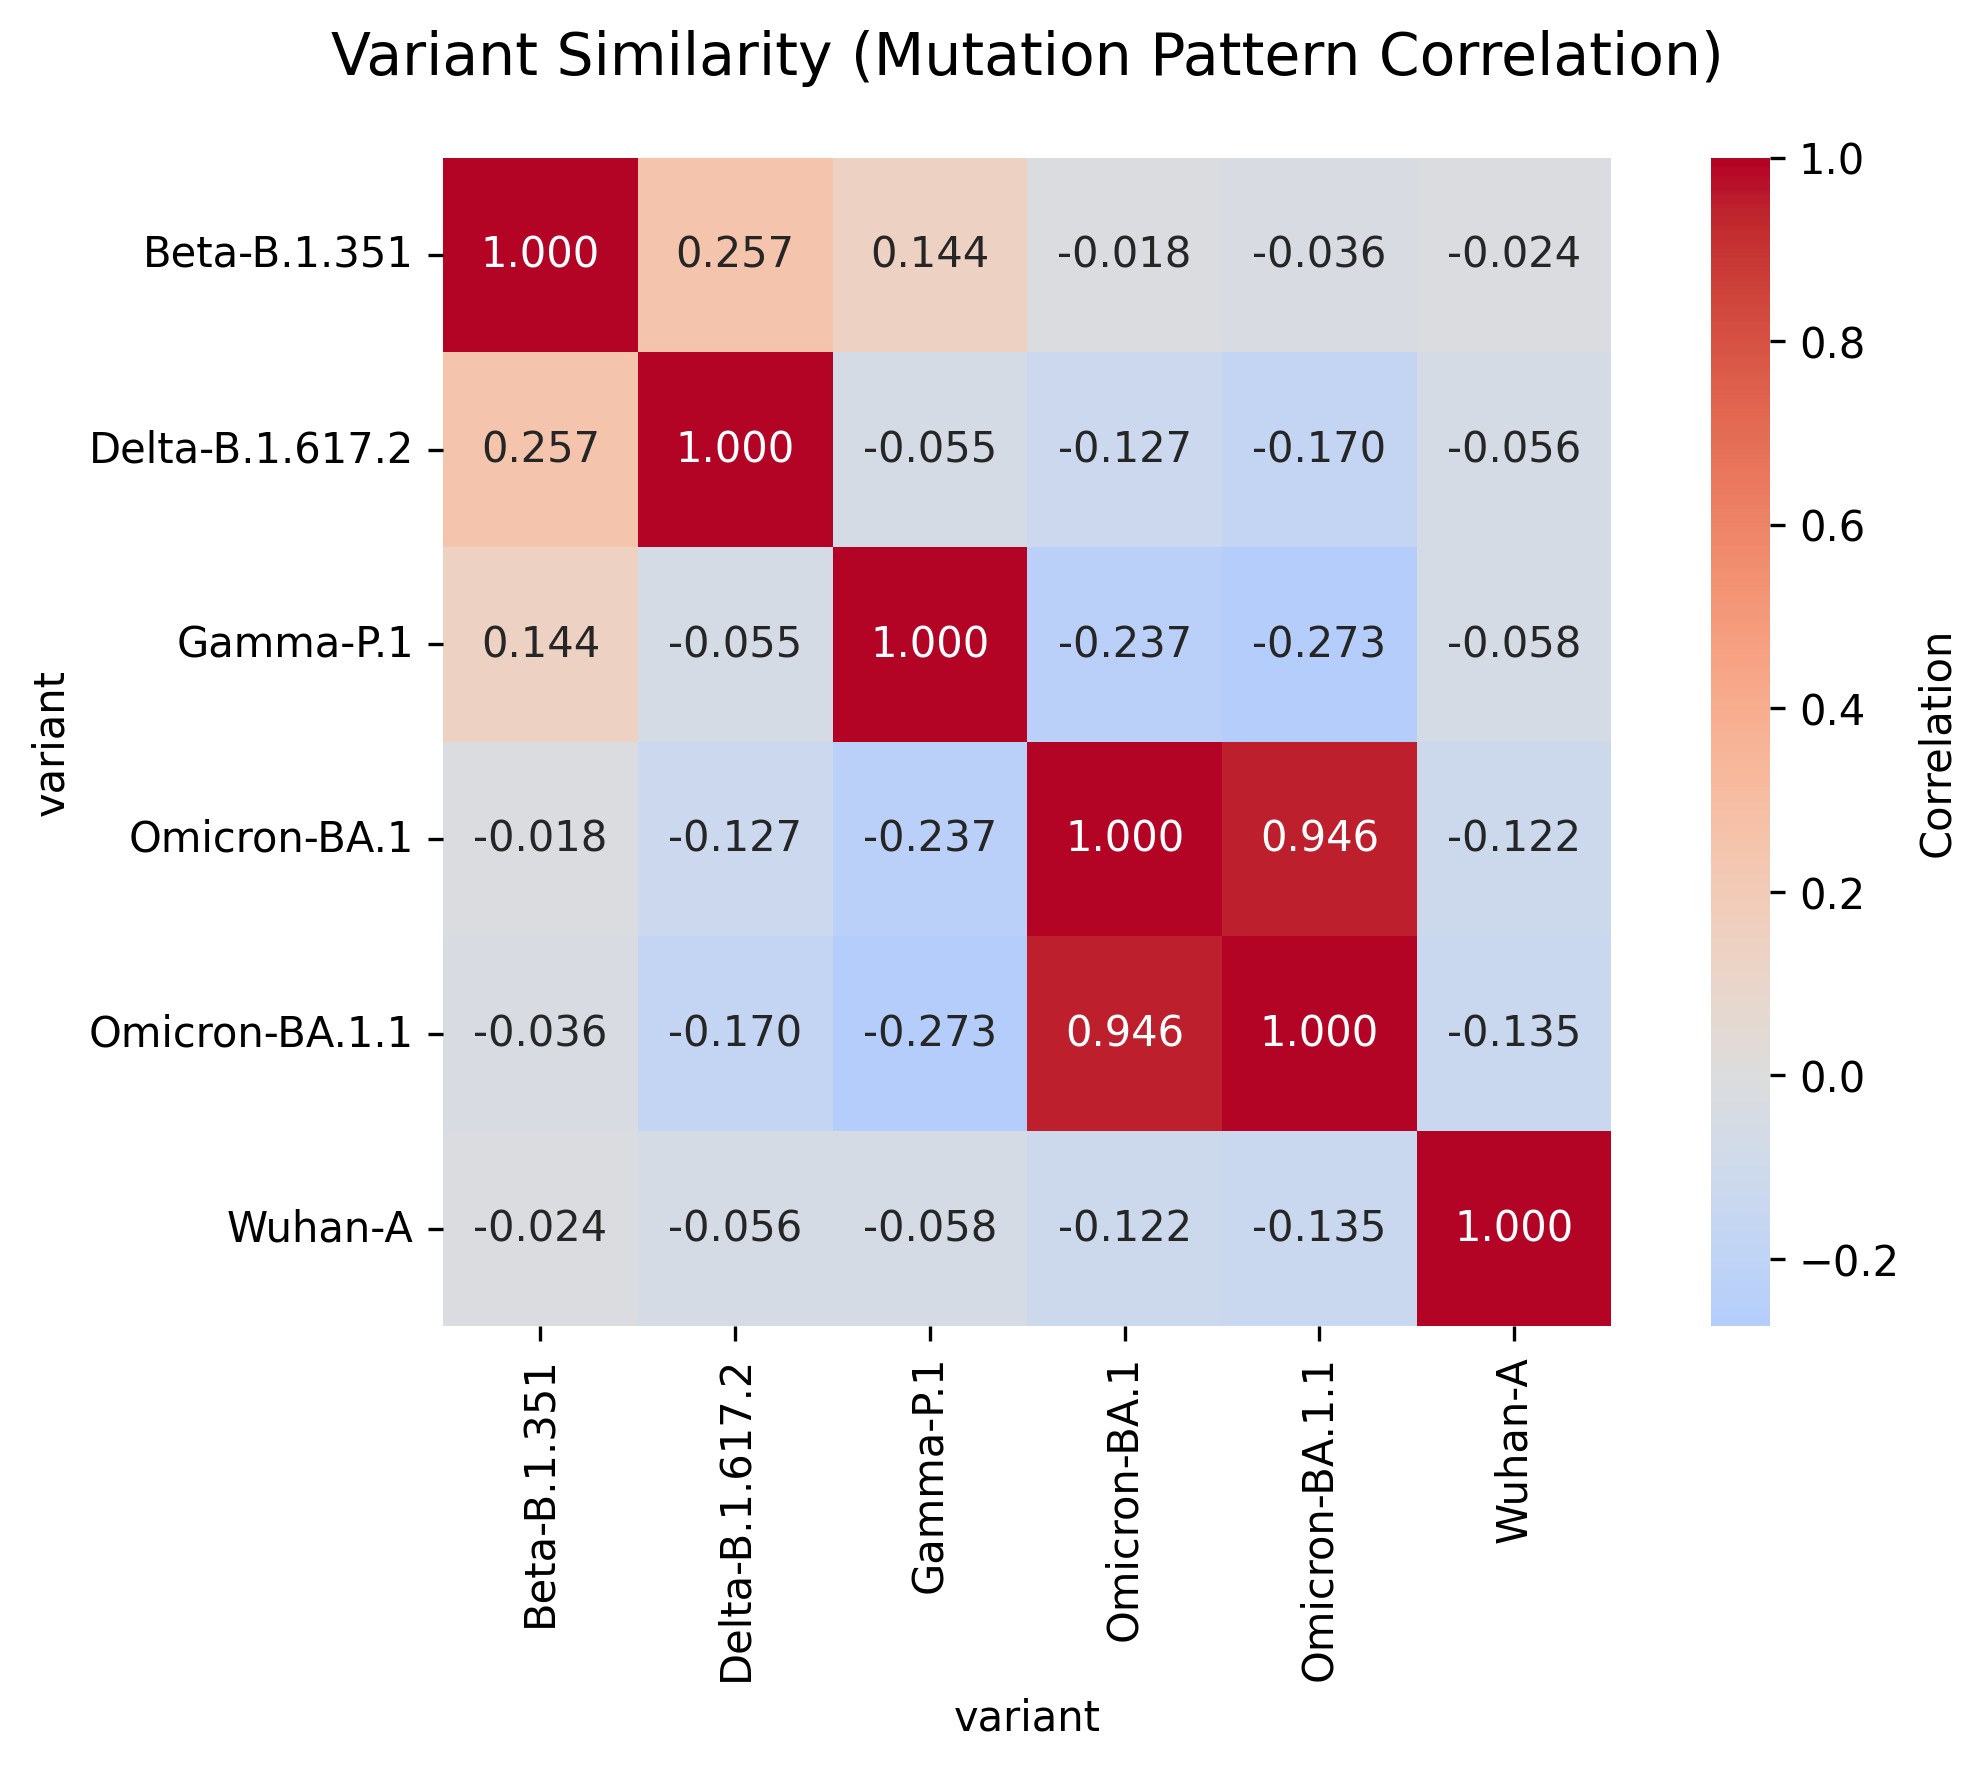 Variant Similarity (Mutation Pattern Correlation)
Beta-B.1.351 1.000 0.257 0.144 -0.018 -0.036 -0.024
Delta-B.1.617.2 0.257 1.000 -0.055 -0.127 -0.170 -0.056
Gamma-P.1 0.144 -0.055 1.000 -0.237 -0.273 -0.058
Omicron-BA.1 -0.018 -0.127 -0.237 1.000 0.946 -0.122
Omicron-BA.1.1 -0.036 -0.170 -0.273 0.946 1.000 -0.135
Wuhan-A -0.024 -0.056 -0.058 -0.122 -0.135 1.000
variant
Beta-B.1.351
Delta-B.1.617.2
Gamma-P.1
Omicron-BA.1
Omicron-BA.1.1
Wuhan-A
variant
1.0
0.8
0.6
0.4
0.2
0.0
−0.2
Correlation